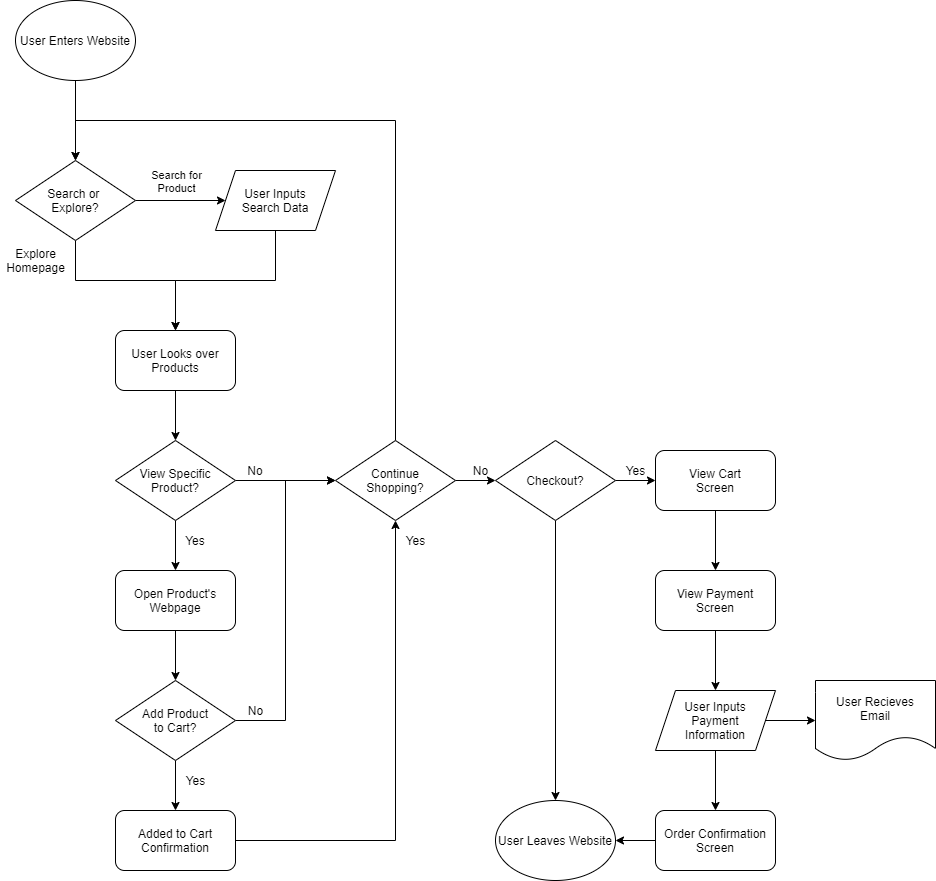 User Enters Website
Search or
Explore?
Search for
Product
User Inputs
Search Data
Explore
Homepage
User Looks over
Products
View Specific
Product?
No
Continue
Shopping?
No
Checkout?
Yes
View Cart
Screen
Yes
Yes
Open Product's
Webpage
View Payment
Screen
Add Product
to Cart?
No
User Inputs
Payment
Information
User Recieves
Email
Yes
Added to Cart
Confirmation
User Leaves Website
Order Confirmation
Screen